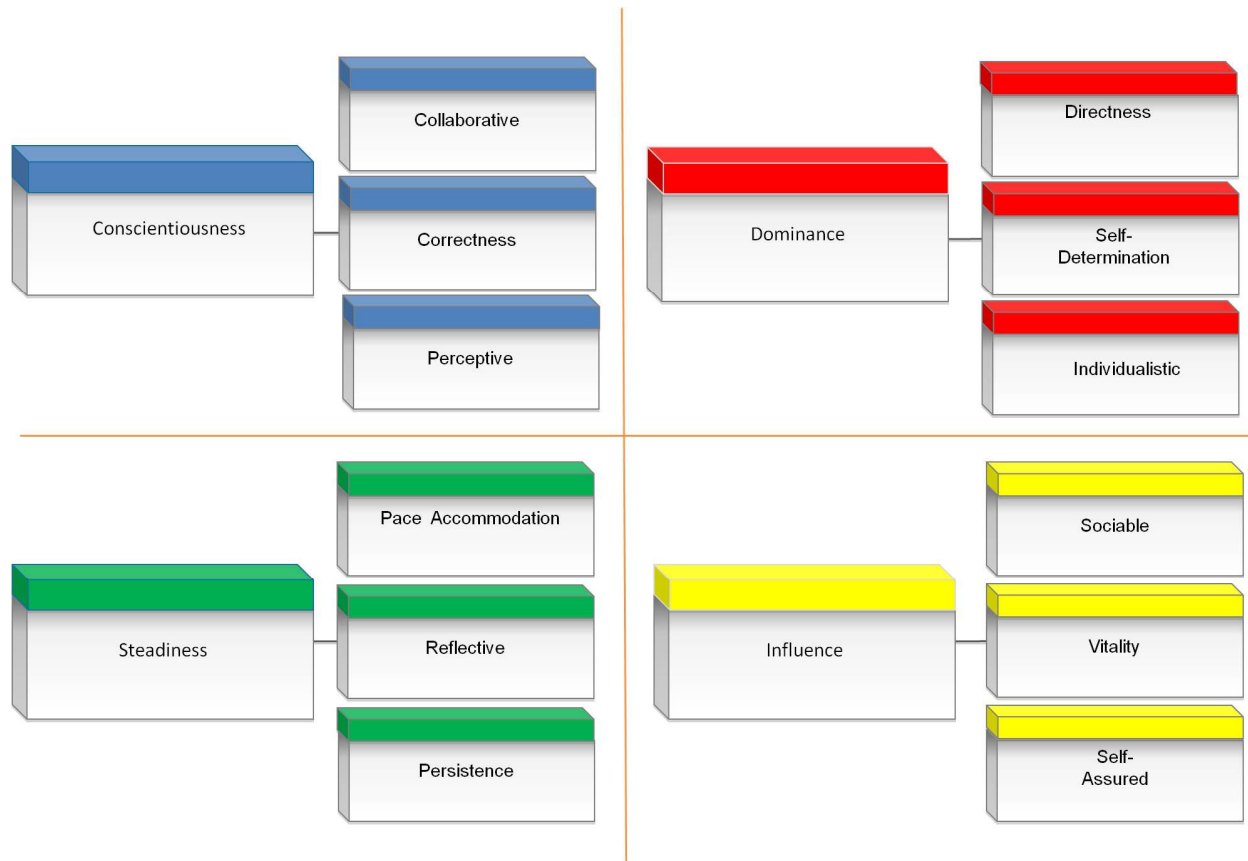 Conscientiousness
Collaborative
Correctness
Perceptive
Dominance
Directness
Self-
Determination
Individualistic
Steadiness
Pace Accommodation
Reflective
Persistence
Influence
Sociable
Vitality
Self-
Assured